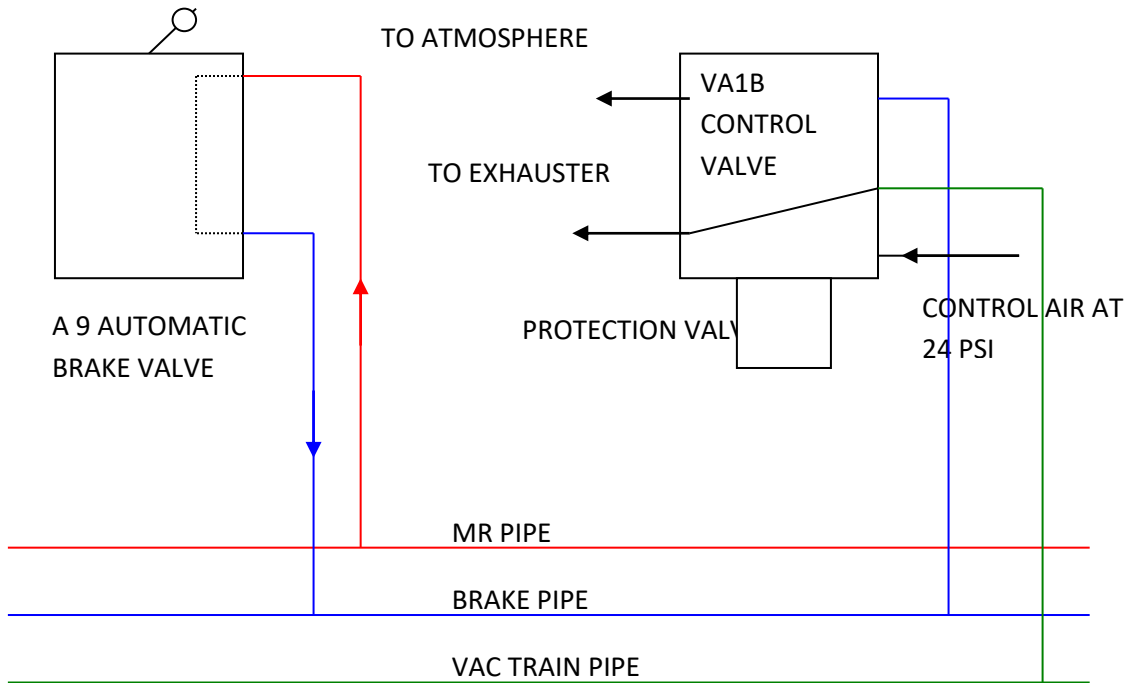 TO ATMOSPHERE
VA1B
CONTROL
VALVE
TO EXHAUSTER
A 9 AUTOMATIC
BRAKE VALVE
PROTECTION VALV
CONTROL AIR AT
24 PSI
MR PIPE
BRAKE PIPE
VAC TRAIN PIPE